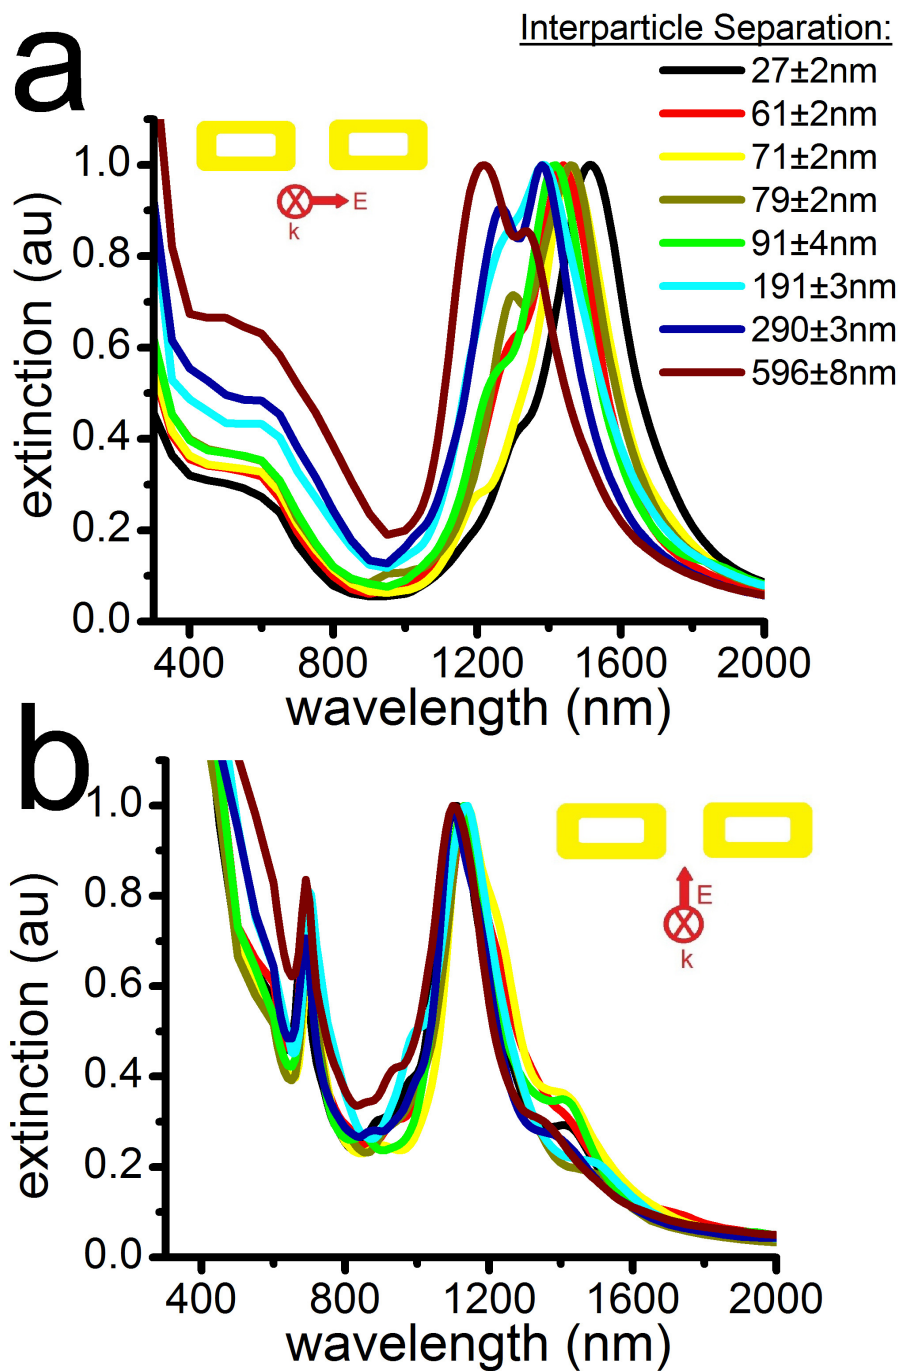 a
Interparticle Separation:
27±2nm
61±2nm
71±2nm
79±2nm
91±4nm
191±3nm
290±3nm
596±8nm
E
k
extinction (au)
1.0
0.8
0.6
0.4
0.2
0.0
400 800 1200 1600 2000
wavelength (nm)
b
E
k
extinction (au)
1.0
0.8
0.6
0.4
0.2
0.0
400 800 1200 1600 2000
wavelength (nm)